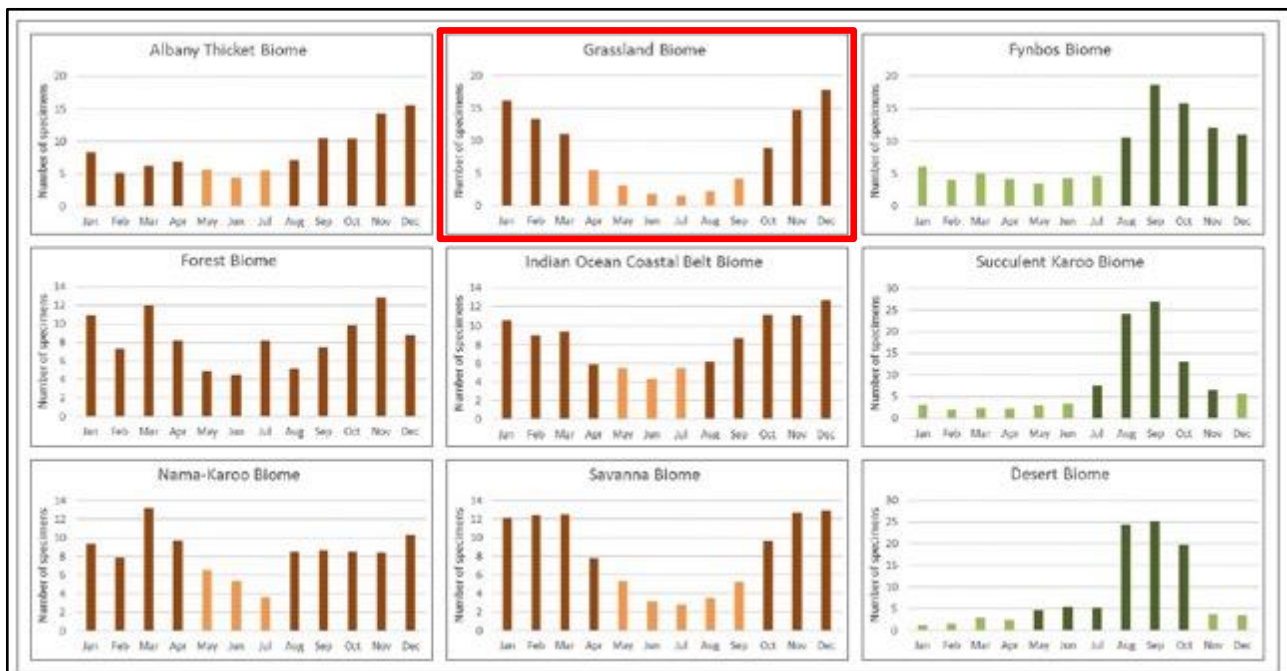 Albany Thicket Biome
Number of specimens
20
15
10
5
0
Jan Feb Mar Apr May Jun Jul Aug Sep Oct Nov Dec
Grassland Biome
Number of specimens
20
15
10
5
0
Jan Feb Mar Apr May Jun Jul Aug Sep Oct Nov Dec
Fynbos Biome
Number of specimens
20
15
10
5
0
Jan Feb Mar Apr May Jun Jul Aug Sep Oct Nov Dec
Forest Biome
Number of specimens
14
12
10
8
6
4
2
0
Jan Feb Mar Apr May Jun Jul Aug Sep Oct Nov Dec
Indian Ocean Coastal Belt Biome
Number of specimens
14
12
10
8
6
4
2
0
Jan Feb Mar Apr May Jun Jul Aug Sep Oct Nov Dec
Succulent Karoo Biome
Number of specimens
30
25
20
15
10
5
0
Jan Feb Mar Apr May Jun Jul Aug Sep Oct Nov Dec
Nama-Karoo Biome
Number of specimens
14
12
10
8
6
4
2
0
Jan Feb Mar Apr May Jun Jul Aug Sep Oct Nov Dec
Savanna Biome
Number of specimens
14
12
10
8
6
4
2
0
Jan Feb Mar Apr May Jun Jul Aug Sep Oct Nov Dec
Desert Biome
Number of specimens
30
25
20
15
10
5
0
Jan Feb Mar Apr May Jun Jul Aug Sep Oct Nov Dec